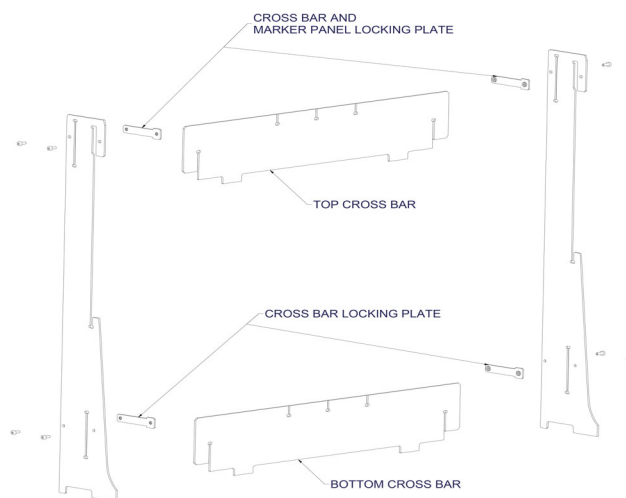 CROSS BAR AND
MARKER PANEL LOCKING PLATE
TOP CROSS BAR
CROSS BAR LOCKING PLATE
BOTTOM CROSS BAR